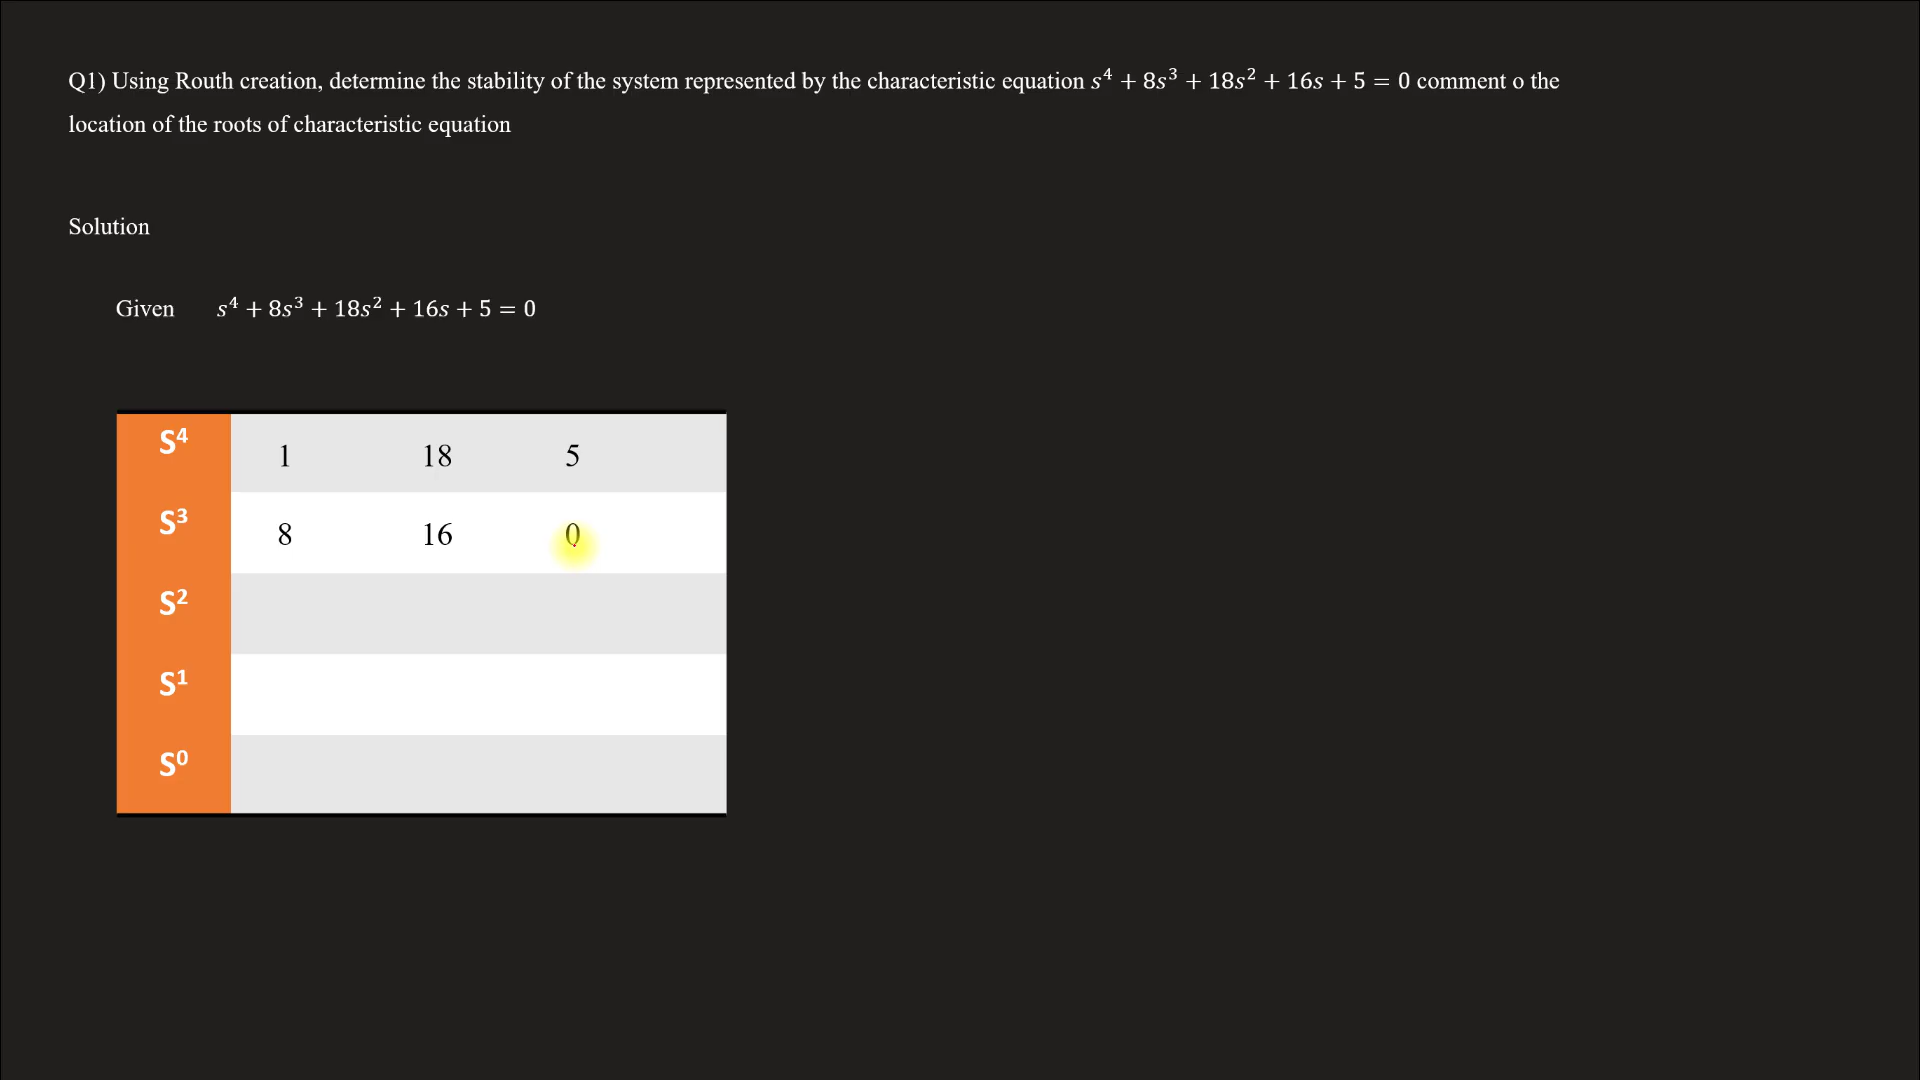 Q1) Using Routh creation, determine the stability of the system represented by the characteristic equation s⁴ + 8s³ + 18s² + 16s + 5 = 0 comment o the
location of the roots of characteristic equation
Solution
Given s⁴ + 8s³ + 18s² + 16s + 5 = 0
S⁴ 1 18 5
S³ 8 16 0
S²
S¹
S⁰